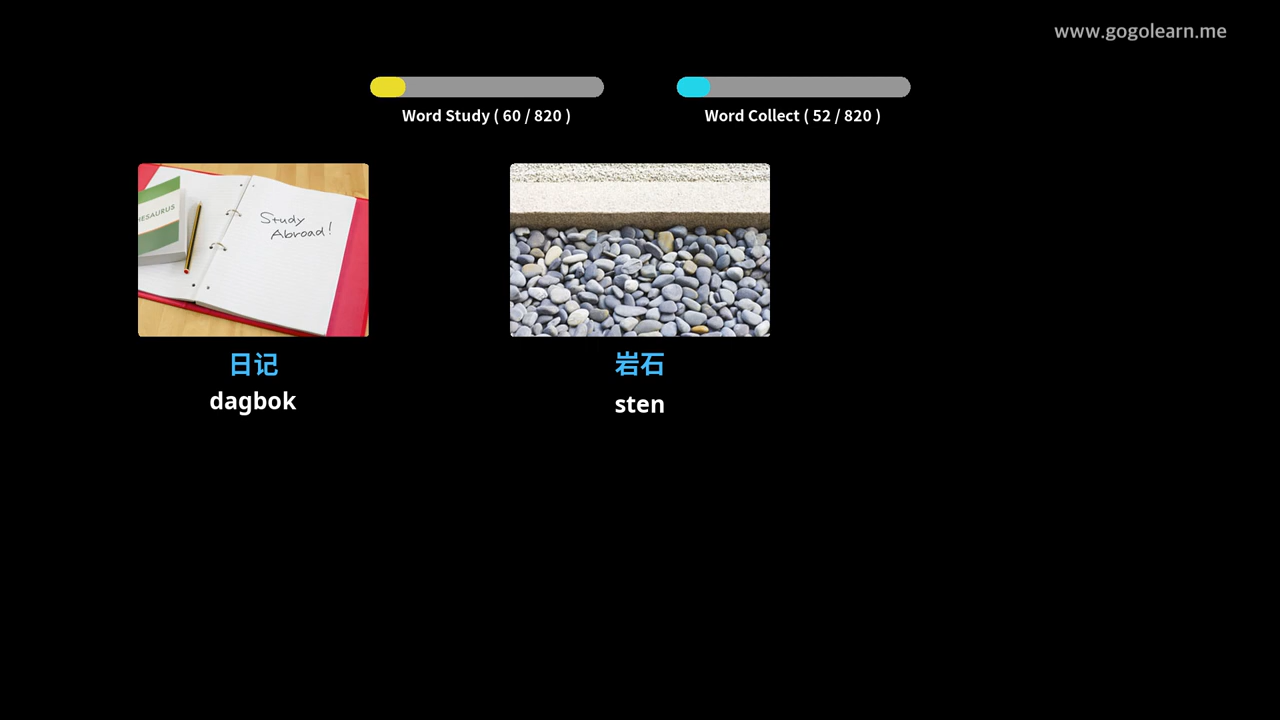 www.gogolearn.me
Word Study ( 60 / 820 )
Word Collect ( 52 / 820 )
HESAURUS
Study
Abroad!
日记
dagbok
岩石
sten